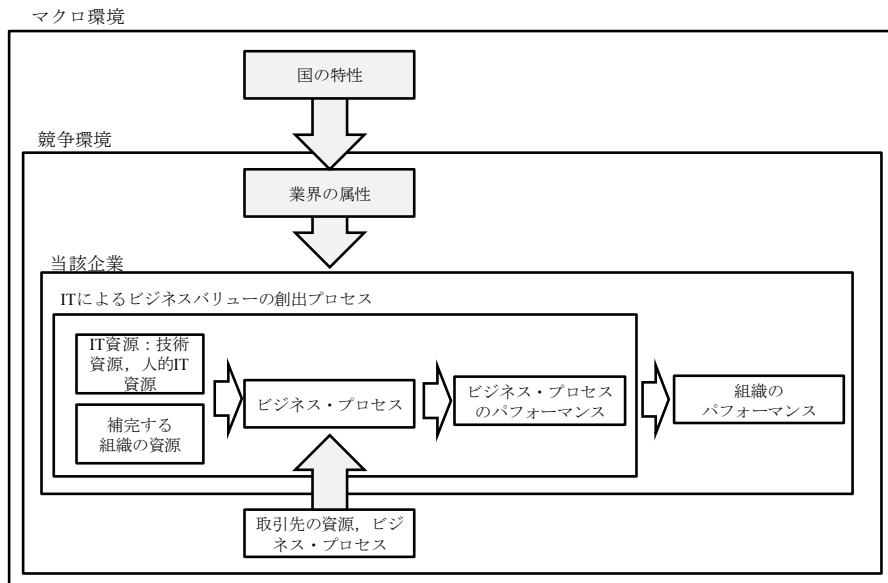 マクロ環境
国の特性
競争環境
業界の属性
当該企業
ITによるビジネスバリューの創出プロセス
IT資源：技術
資源，人的IT
資源
補完する
組織の資源
ビジネス・プロセス
ビジネス・プロセス
のパフォーマンス
組織の
パフォーマンス
取引先の資源，ビジ
ネス・プロセス